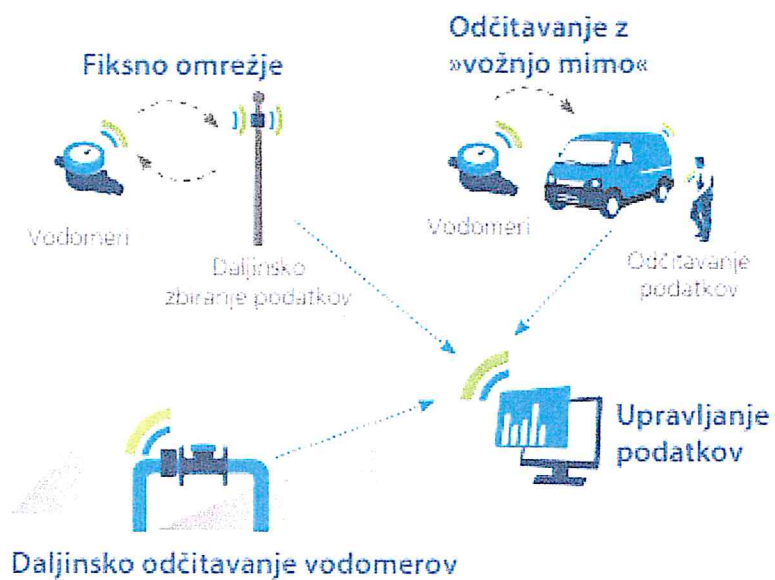 Fiksno omrežje
Vodomeri
Daljinsko
zbiranje podatkov
Odčitavanje z
»vožnjo mimo«
Vodomeri
Odčitavanje
podatkov
Upravljanje
podatkov
Daljinsko odčitavanje vodomerov